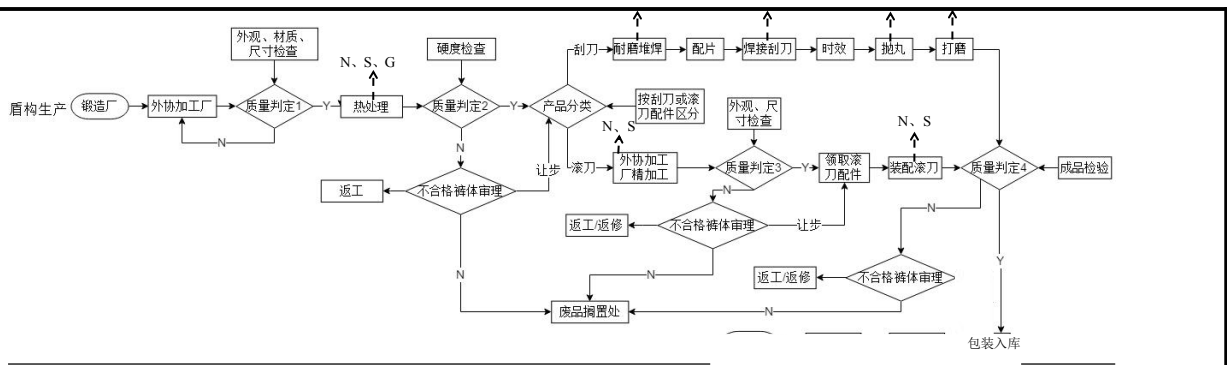 盾构生产
锻造厂
外协加工厂
外观、材质、
尺寸检查
质量判定1
N
Y
N、S、G
热处理
硬度检查
质量判定2
Y
N
不合格裤体审理
返工
让步
N
产品分类
按刮刀或滚
刀配件区分
刮刀
耐磨堆焊
配片
焊接刮刀
时效
抛丸
打磨
滚刀
N、S
外协加工
厂精加工
外观、尺
寸检查
质量判定3
Y
N
不合格裤体审理
返工/返修
让步
N
领取滚
刀配件
N、S
装配滚刀
质量判定4
成品检验
N
不合格裤体审理
返工/返修
N
废品搁置处
Y
包装入库